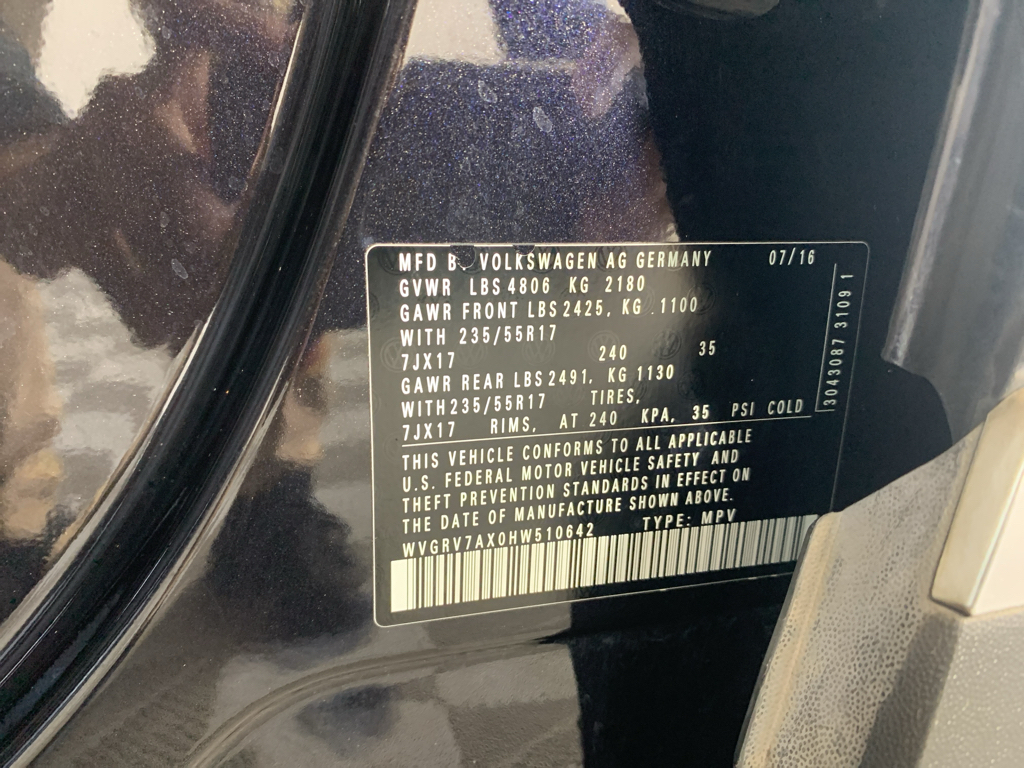 MFD B. VOLKSWAGEN AG GERMANY 07/16
GVWR LBS 4806 KG 2180
GAWR FRONT LBS 2425, KG .1100
WITH 235/55R17
7JX17 240 35
GAWR REAR LBS 2491, KG 1130
WITH 235/55R17 TIRES,
7JX17 RIMS, AT 240 KPA, 35 PSI COLD
THIS VEHICLE CONFORMS TO ALL APPLICABLE
U.S. FEDERAL MOTOR VEHICLE SAFETY AND
THEFT PREVENTION STANDARDS IN EFFECT ON
THE DATE OF MANUFACTURE SHOWN ABOVE.
WVGRV7AX0HW510642 TYPE: MPV
3043087 3109 1